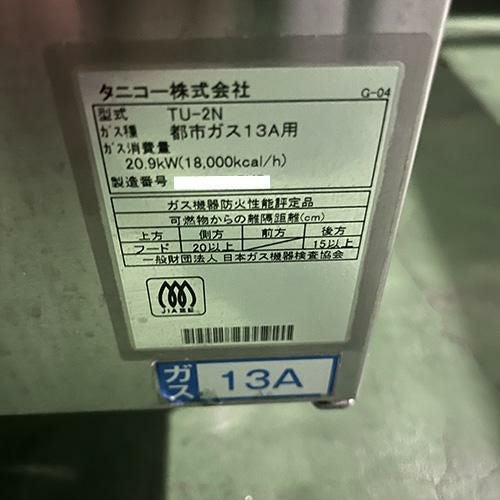 タニコー株式会社
G-04
型式 TU-2N
ガス種 都市ガス13A用
ガス消費量
20.9kW(18,000kcal/h)
製造番号
ガス機器防火性能評定品
可燃物からの離隔距離(cm)
上方 側方 前方 後方
フード 20以上 15以上
一般財団法人 日本ガス機器検査協会
JIA認証
ガス 13A